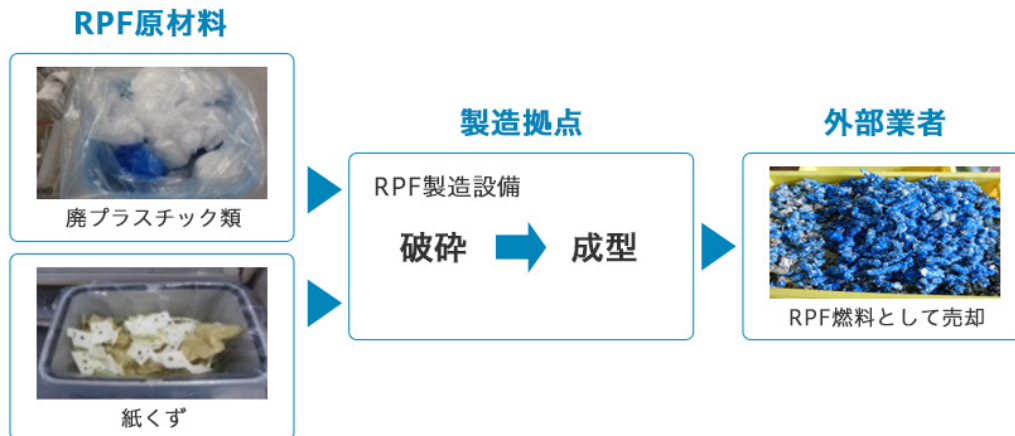 RPF原材料
廃プラスチック類
紙くず
製造拠点
RPF製造設備
破砕
成型
外部業者
RPF燃料として売却